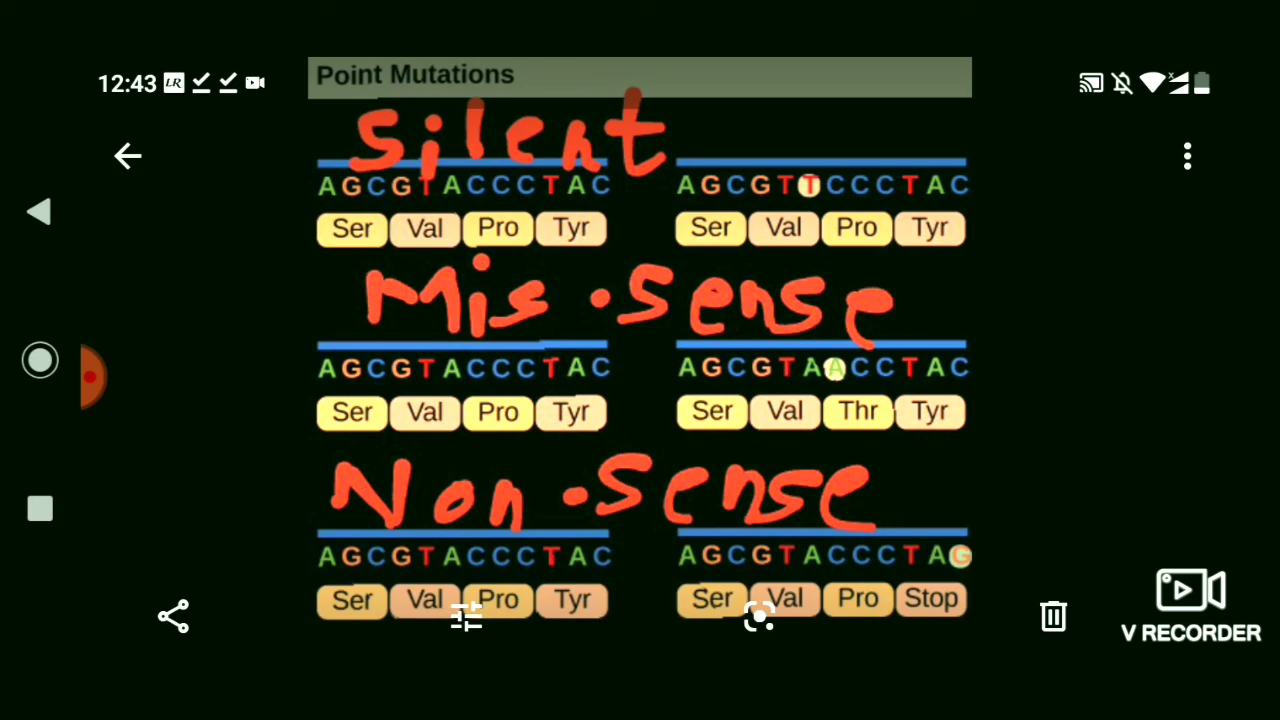 12:43 LR
Point Mutations
Silent
AGCGTACCCTAC AGCGTTCCCTAC
Ser Val Pro Tyr Ser Val Pro Tyr
Mis-sense
AGCGTACCCTAC AGCGTAACCTAC
Ser Val Pro Tyr Ser Val Thr Tyr
Non-sense
AGCGTACCCTAC AGCGTACCCTAG
Ser Val Pro Tyr Ser Val Pro Stop
V RECORDER